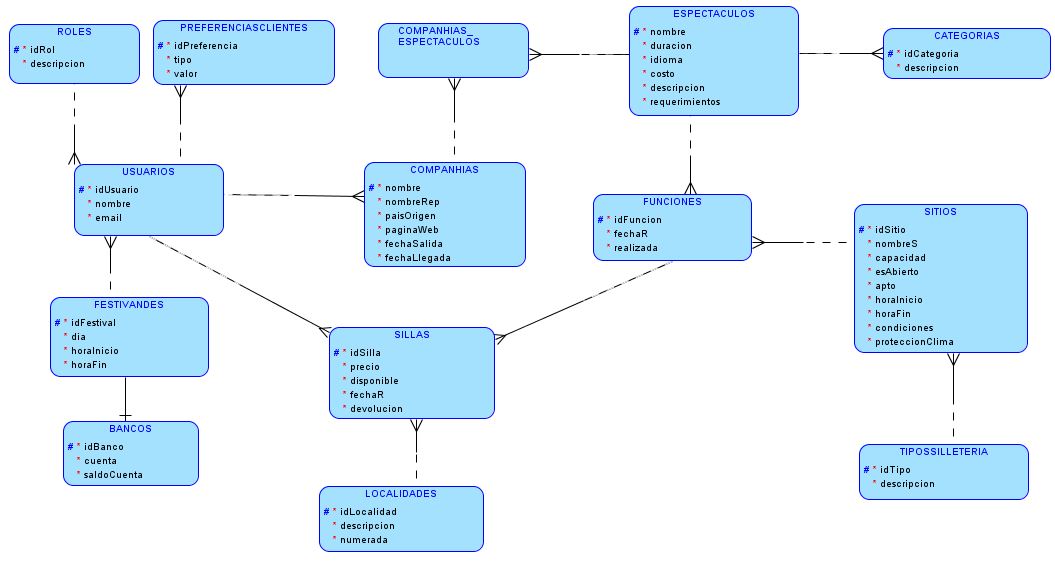 ROLES
# * idRol
* descripcion
PREFERENCIASCLIENTES
# * idPreferencia
* tipo
* valor
COMPANHIAS_
ESPECTACULOS
ESPECTACULOS
# * nombre
* duracion
* idioma
* costo
* descripcion
* requerimientos
CATEGORIAS
# * idCategoria
* descripcion
USUARIOS
# * idUsuario
* nombre
* email
COMPANHIAS
# * nombre
* nombreRep
* paisOrigen
* paginaWeb
* fechaSalida
* fechaLlegada
FUNCIONES
# * idFuncion
* fechaR
* realizada
SITIOS
# * idSitio
* nombreS
* capacidad
* esAbierto
* apto
* horaInicio
* horaFin
* condiciones
* proteccionClima
FESTIVANDES
# * idFestival
* dia
* horaInicio
* horaFin
SILLAS
# * idSilla
* precio
* disponible
* fechaR
* devolucion
BANCOS
# * idBanco
* cuenta
* saldoCuenta
LOCALIDADES
# * idLocalidad
* descripcion
* numerada
TIPOSSILLETERIA
# * idTipo
* descripcion